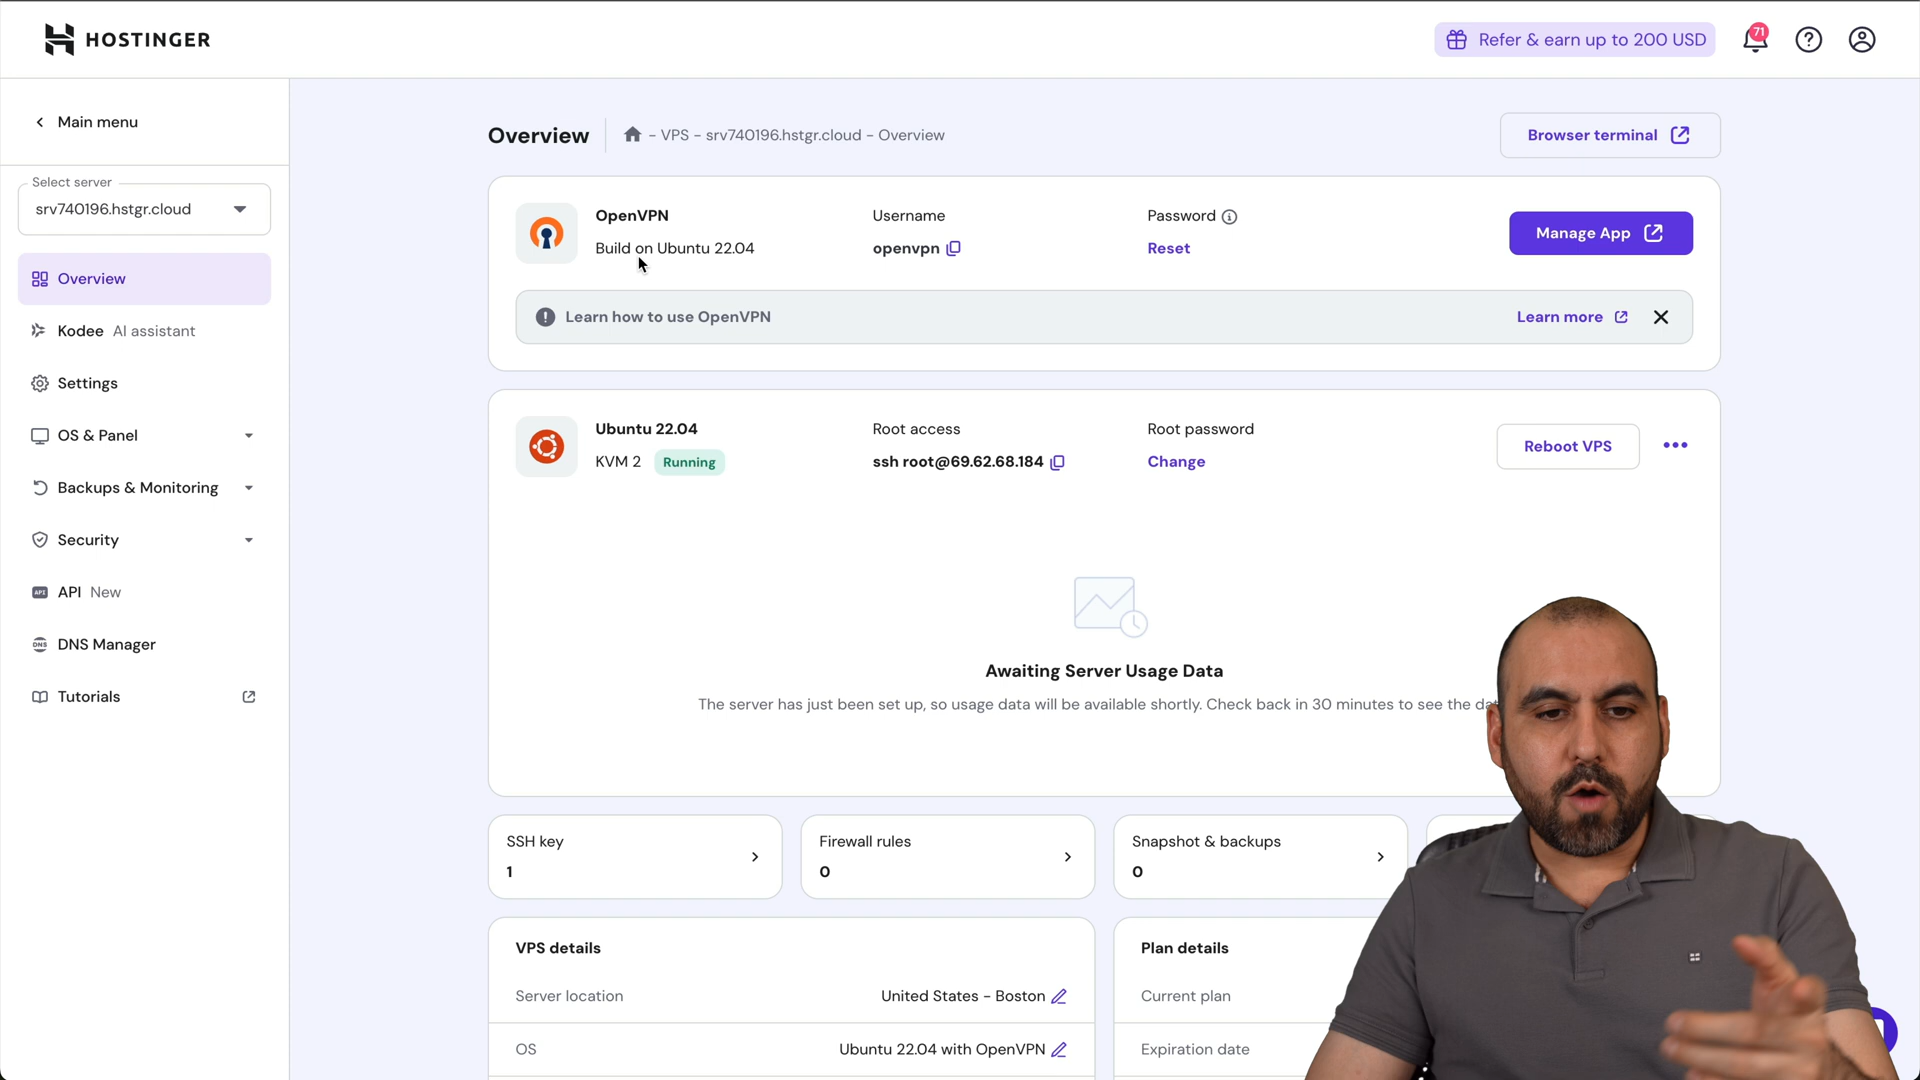 HOSTINGER
Refer & earn up to 200 USD
71
Main menu
Select server
srv740196.hstgr.cloud
Overview
Kodee AI assistant
Settings
OS & Panel
Backups & Monitoring
Security
API New
DNS Manager
Tutorials
Overview
- VPS - srv740196.hstgr.cloud - Overview
Browser terminal
OpenVPN
Build on Ubuntu 22.04
Username
openvpn
Password
Reset
Manage App
Learn how to use OpenVPN
Learn more
Ubuntu 22.04
KVM 2 Running
Root access
ssh root@69.62.68.184
Root password
Change
Reboot VPS
Awaiting Server Usage Data
The server has just been set up, so usage data will be available shortly. Check back in 30 minutes to see the
SSH key
1
Firewall rules
0
Snapshot & backups
0
VPS details
Server location
United States - Boston
OS
Ubuntu 22.04 with OpenVPN
Plan details
Current plan
Expiration date